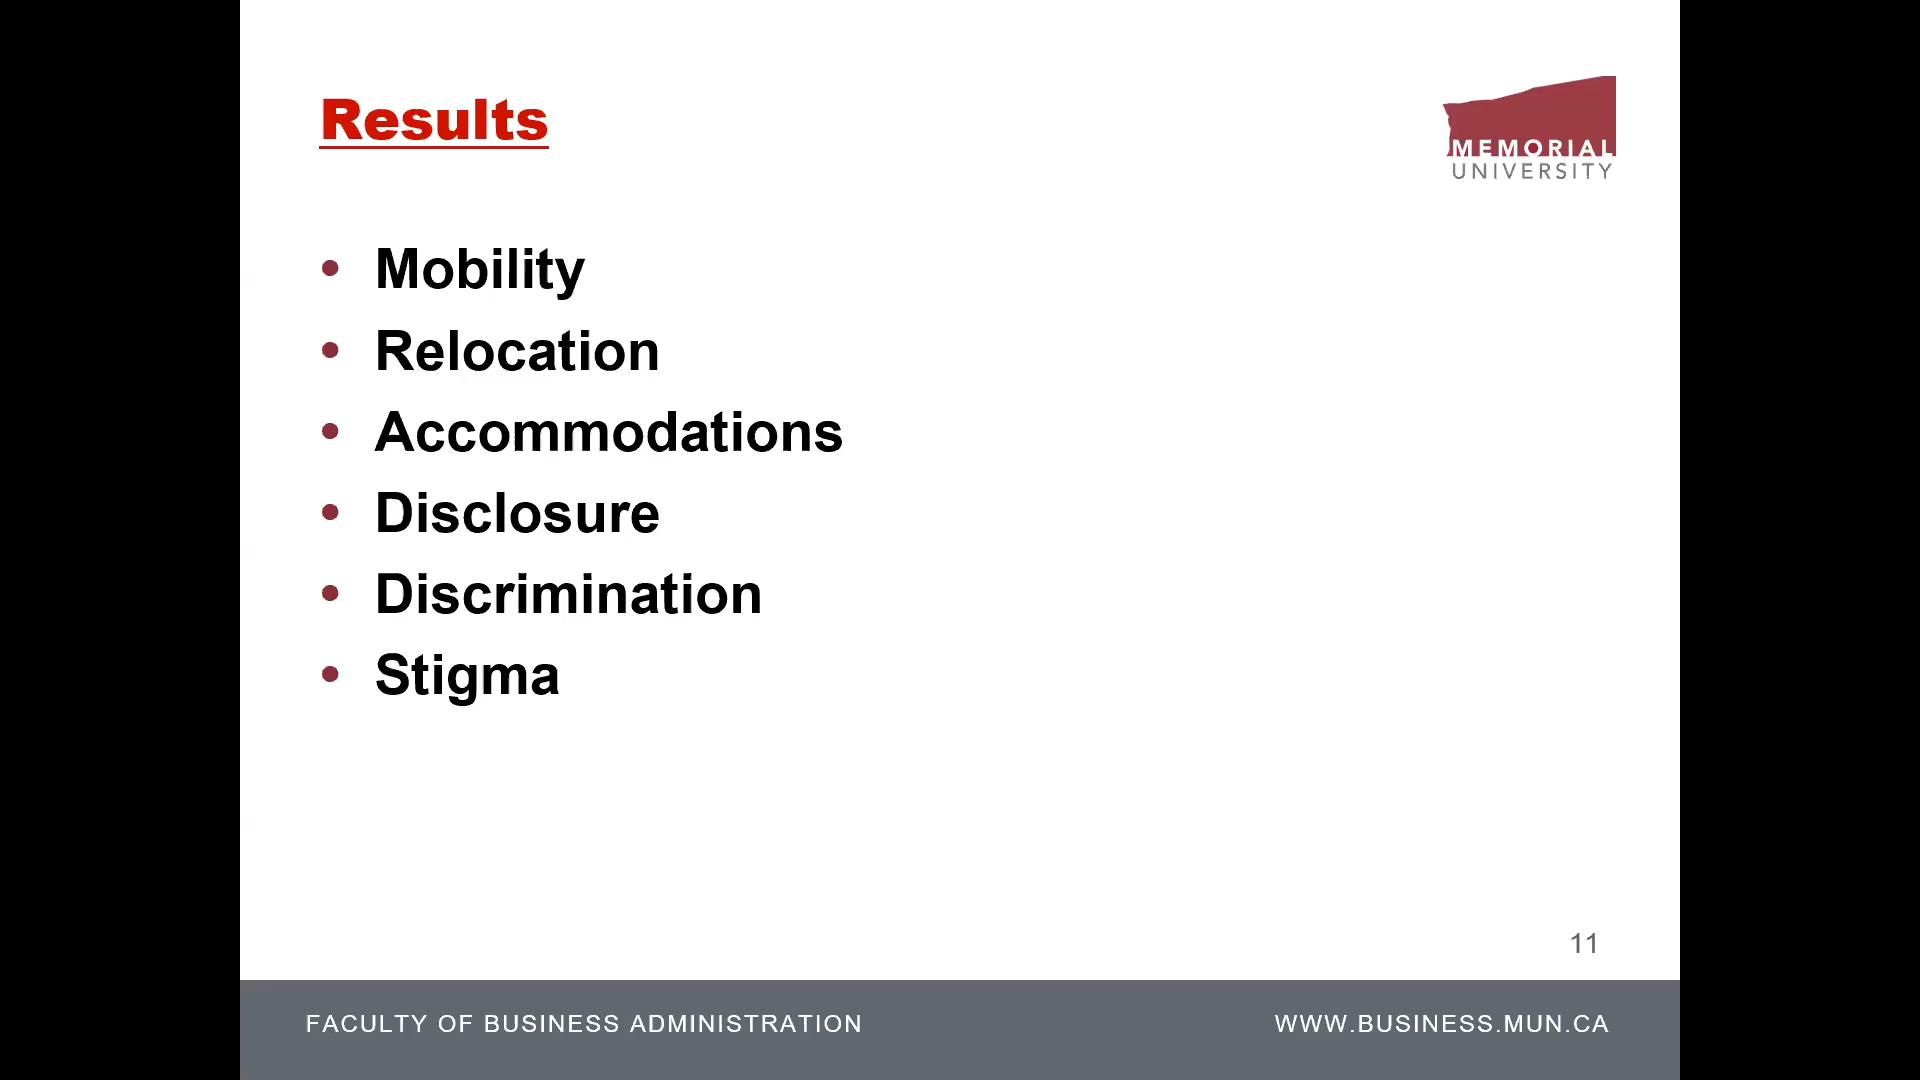 Results
MEMORIAL
UNIVERSITY
• Mobility
• Relocation
• Accommodations
• Disclosure
• Discrimination
• Stigma
11
FACULTY OF BUSINESS ADMINISTRATION
WWW.BUSINESS.MUN.CA